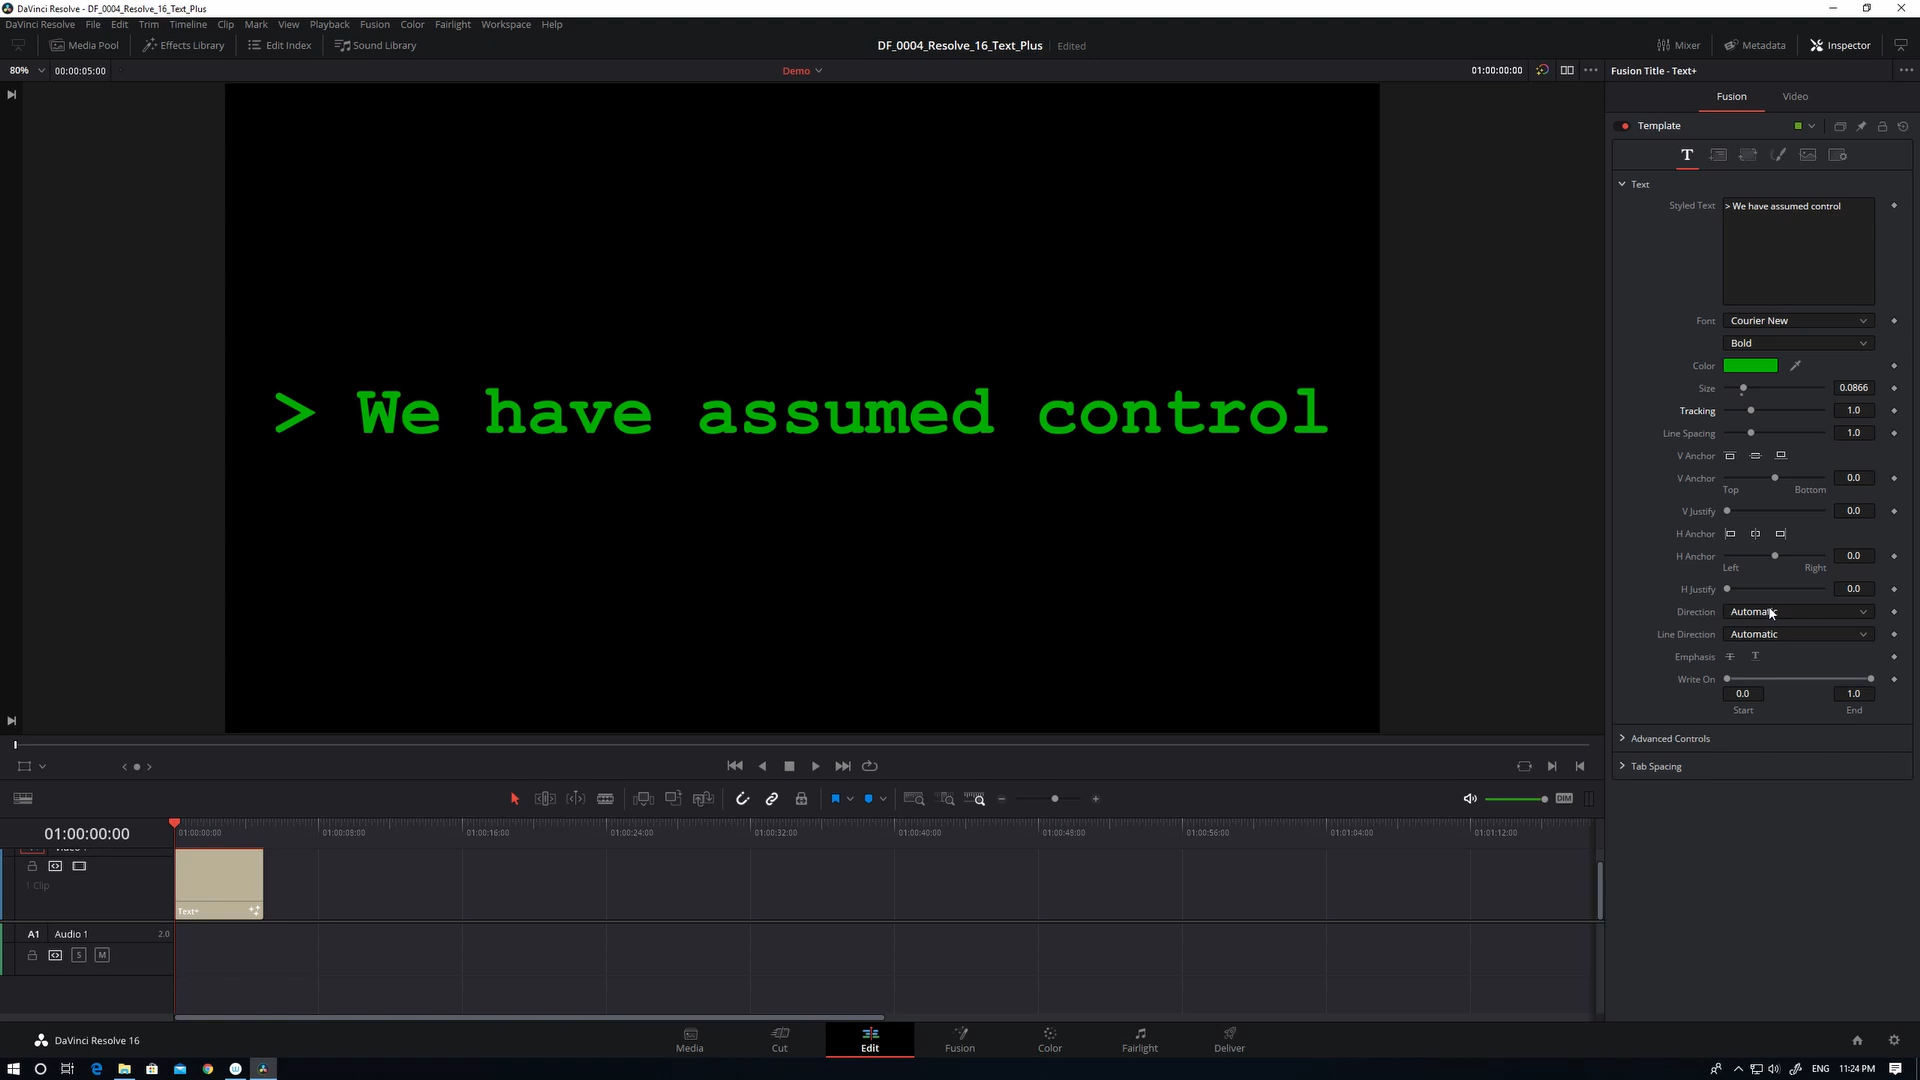 DaVinci Resolve - DF_0004_Resolve_16_Text_Plus
DaVinci Resolve File Edit Trim Timeline Clip Mark View Playback Fusion Color Fairlight Workspace Help
Media Pool Effects Library Edit Index Sound Library DF_0004_Resolve_16_Text_Plus Edited Mixer Metadata Inspector
80% 00:00:05:00 Demo 01:00:00:00 Fusion Title - Text+
Fusion Video
Template
T
Text
Styled Text > We have assumed control
Font Courier New
Bold
Color
Size 0.0866
Tracking 1.0
Line Spacing 1.0
V Anchor
V Anchor 0.0
Top Bottom
V Justify 0.0
H Anchor
H Anchor 0.0
Left Right
H Justify 0.0
Direction Automatic
Line Direction Automatic
Emphasis T T
Write On
0.0 1.0
Start End
Advanced Controls
Tab Spacing
> We have assumed control
DIM
01:00:00:00 01:00:00:00 01:00:08:00 01:00:16:00 01:00:24:00 01:00:32:00 01:00:40:00 01:00:48:00 01:00:56:00 01:01:04:00 01:01:12:00
1 Clip
Text+
A1 Audio 1 2.0
S M
DaVinci Resolve 16 Media Cut Edit Fusion Color Fairlight Deliver
ENG 11:24 PM